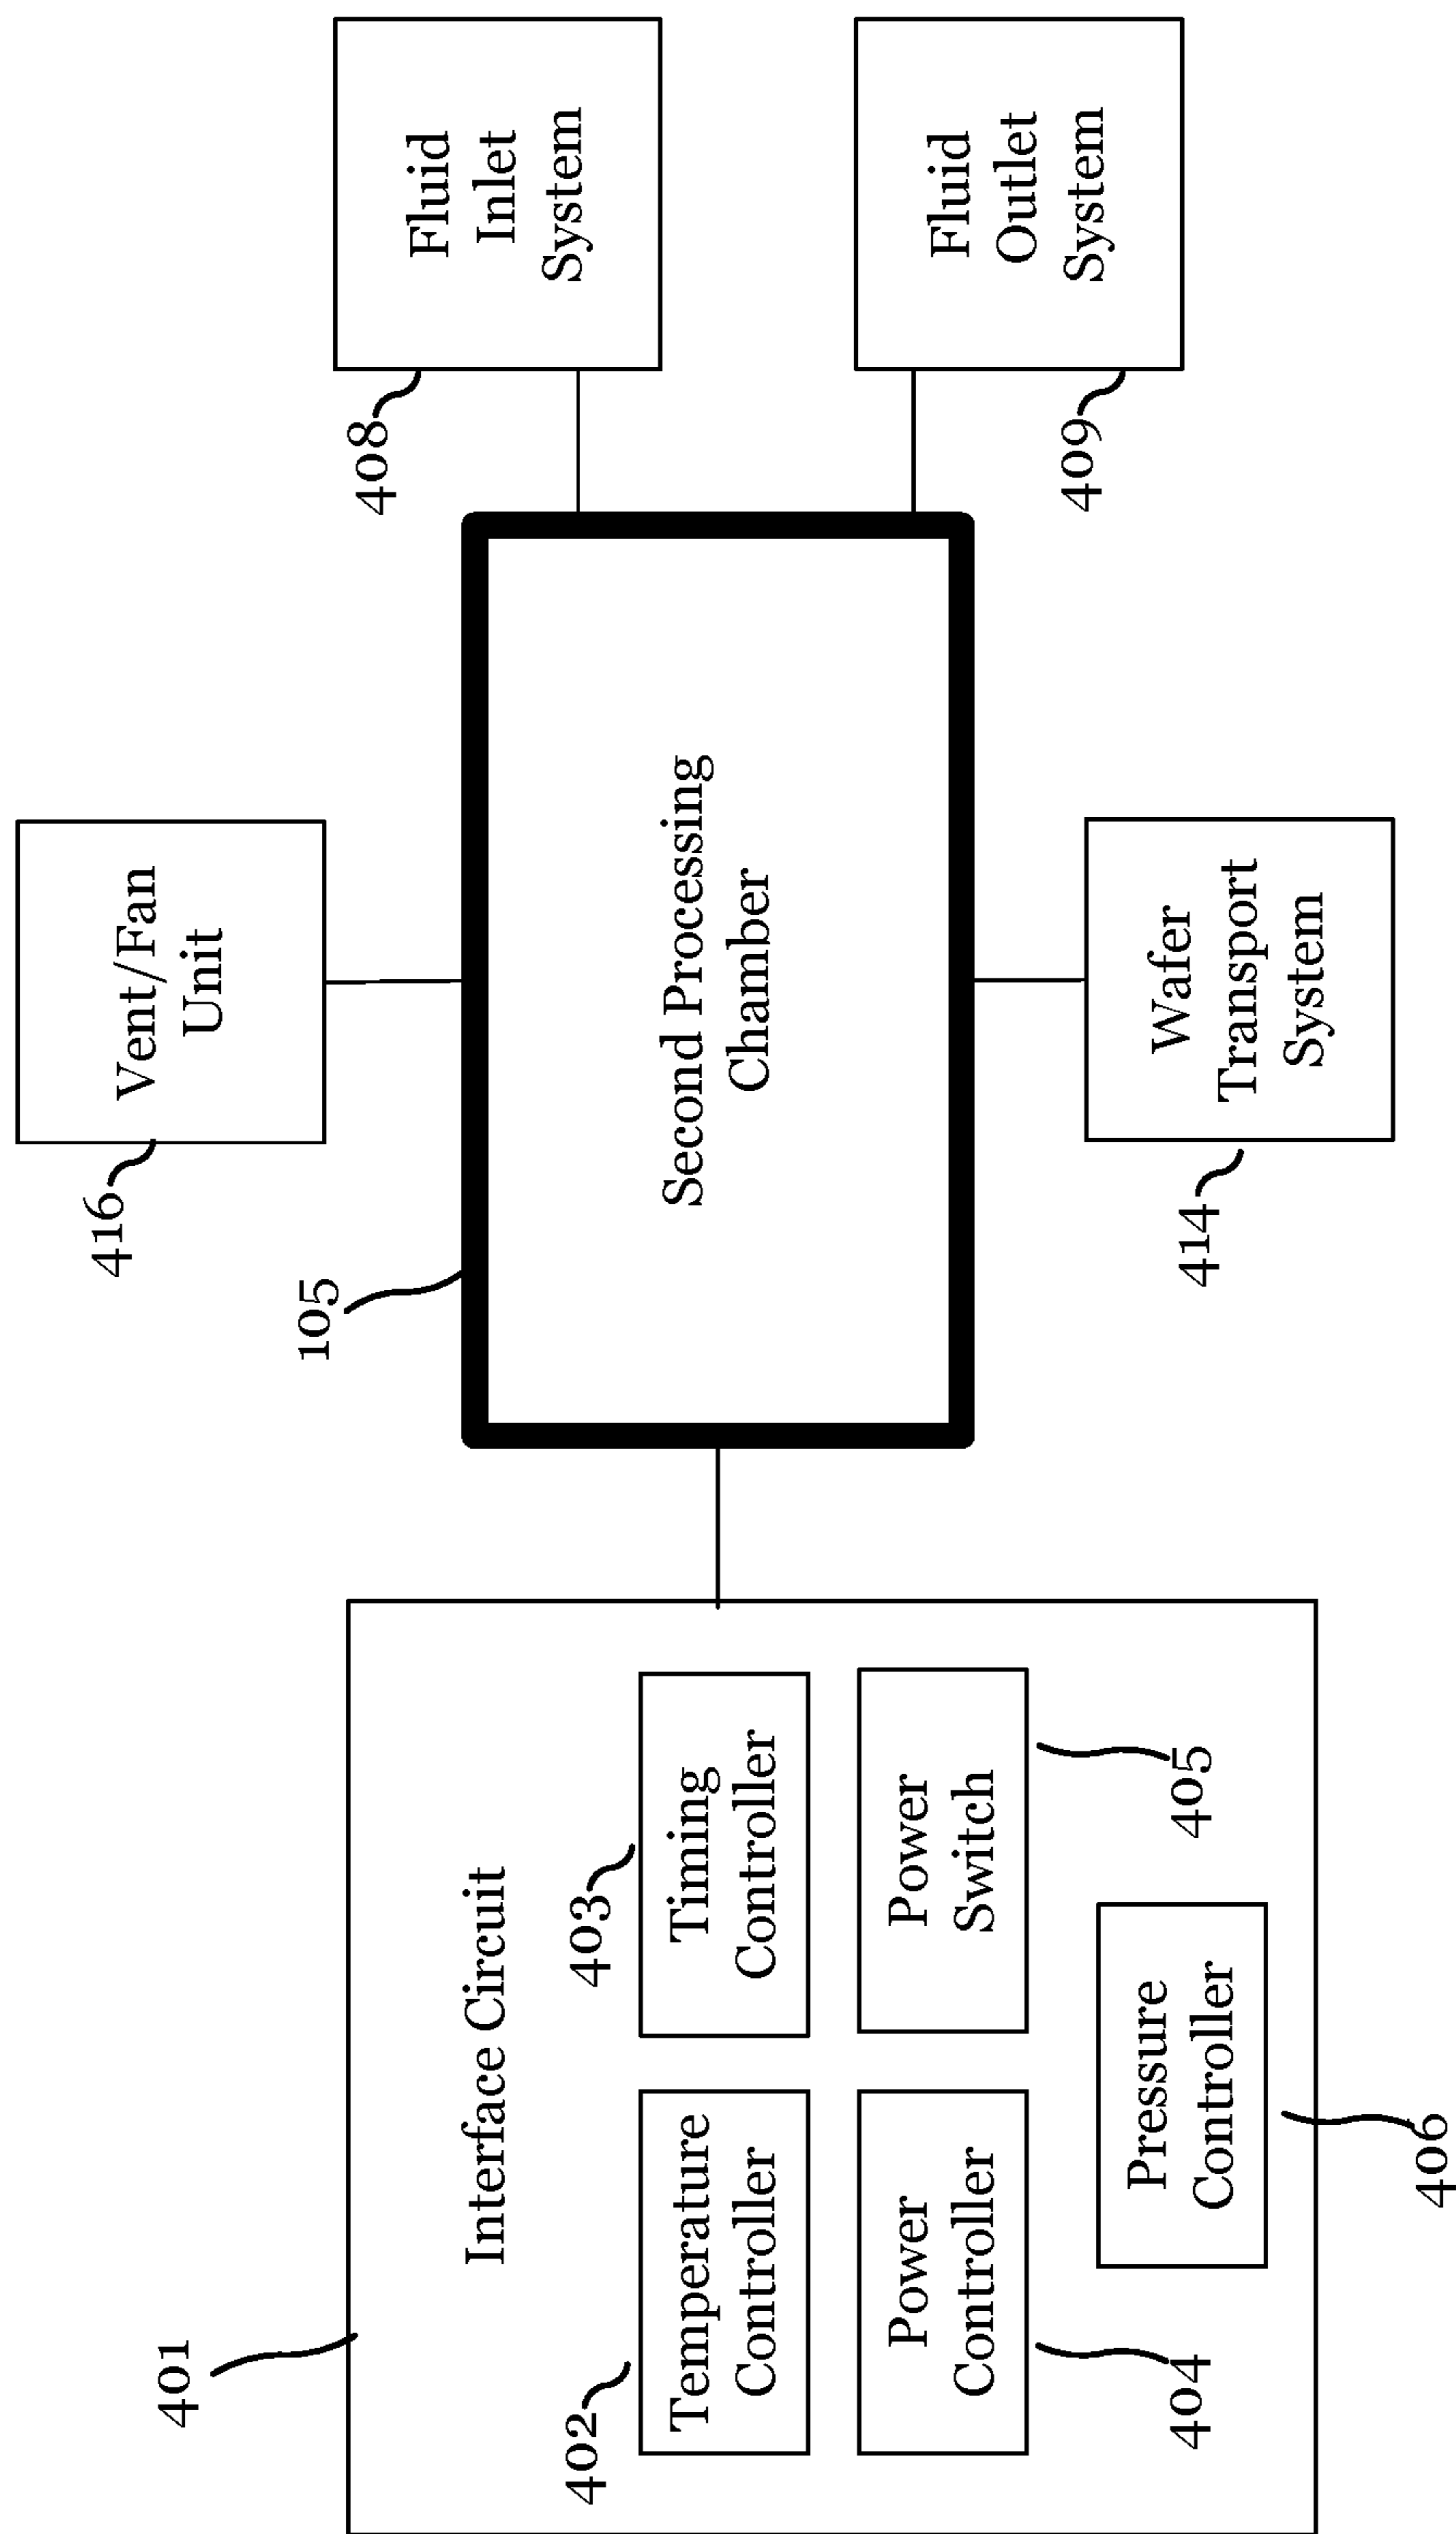 401
Interface Circuit
402
Temperature
Controller
403
Timing
Controller
Power
Controller
404
Power
Switch
405
Pressure
Controller
406
105
Second Processing
Chamber
416
Vent/Fan
Unit
414
Wafer
Transport
System
408
Fluid
Inlet
System
409
Fluid
Outlet
System